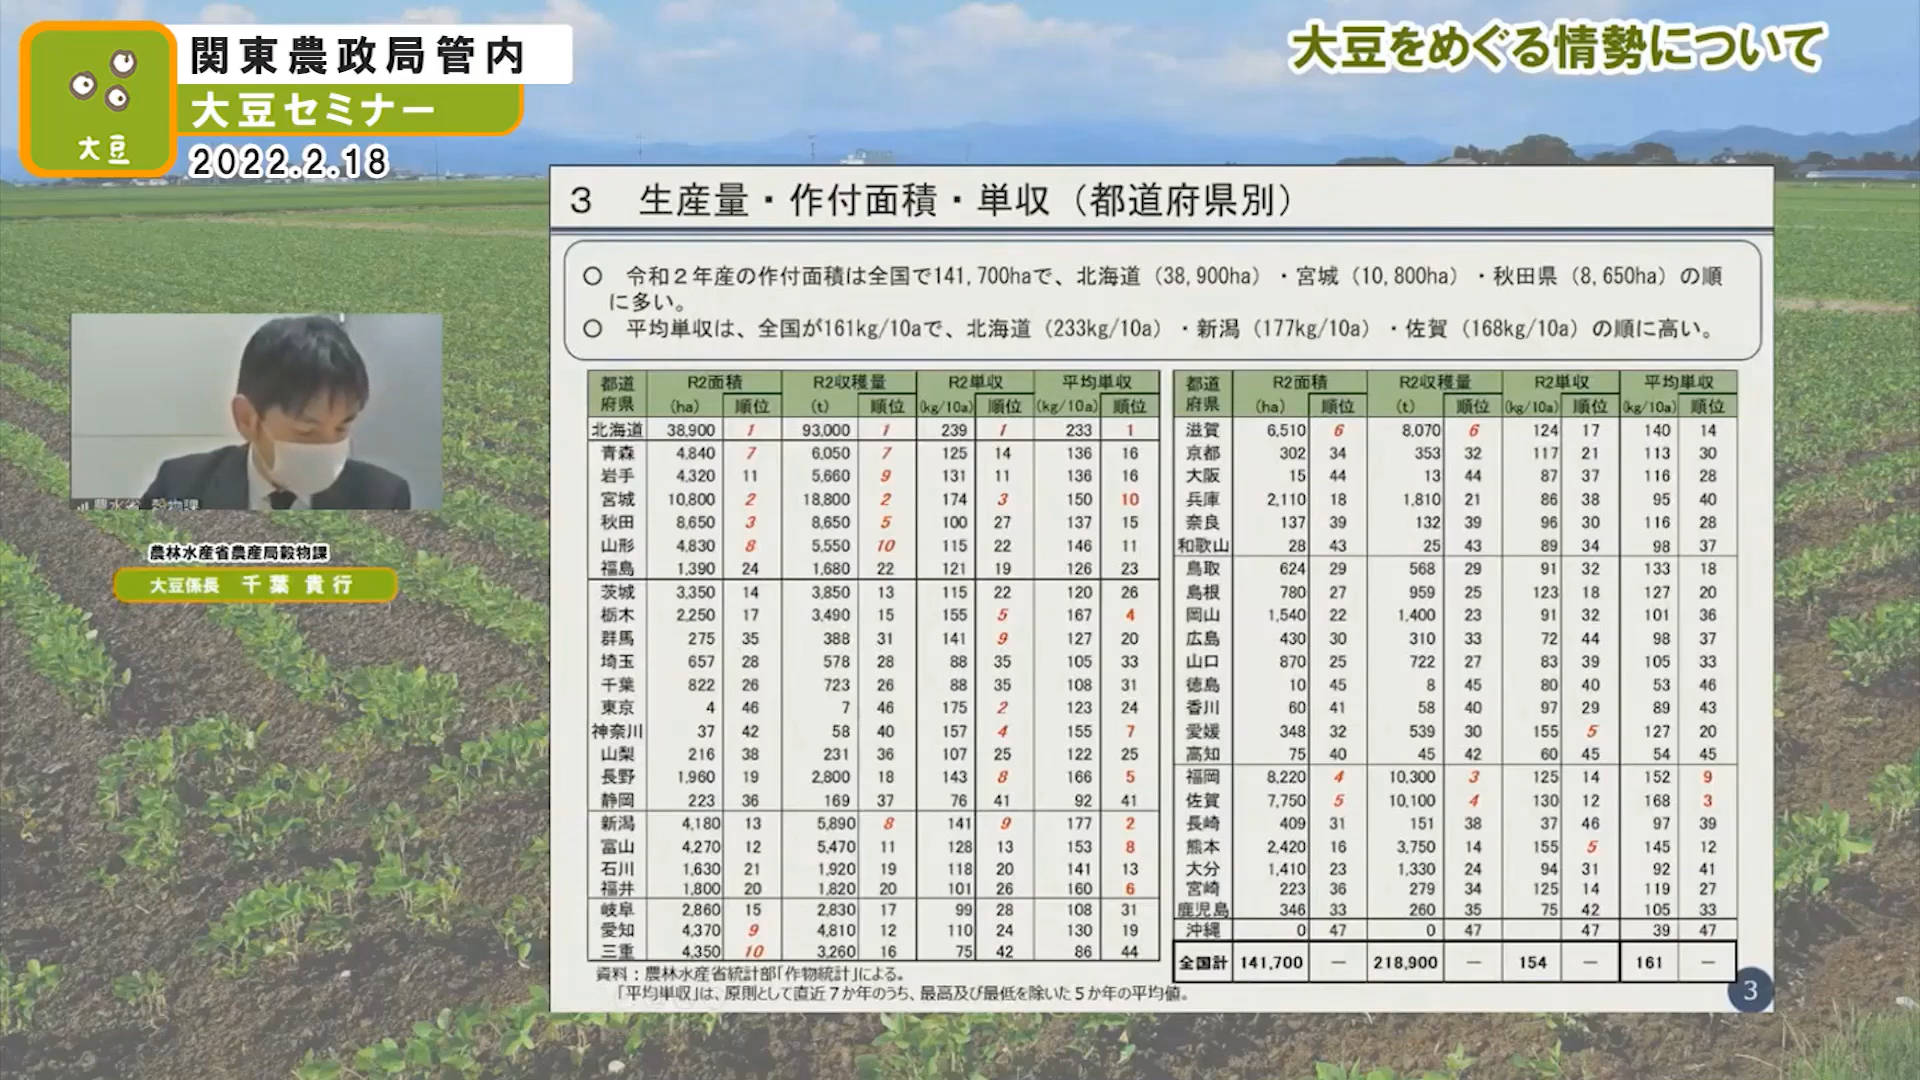 関東農政局管内
大豆セミナー
大豆
2022.2.18
大豆をめぐる情勢について
農林水産省農産局穀物課
大豆係長 千葉 貴行
3 生産量・作付面積・単収（都道府県別）
○ 令和２年産の作付面積は全国で141,700haで、北海道（38,900ha）・宮城（10,800ha）・秋田県（8,650ha）の順
に多い。
○ 平均単収は、全国が161kg/10aで、北海道（233kg/10a）・新潟（177kg/10a）・佐賀（168kg/10a）の順に高い。
都道府県 R2面積 R2収穫量 R2単収 平均単収
(ha) 順位 (t) 順位 (kg/10a) 順位 (kg/10a) 順位
北海道 38,900 1 93,000 1 239 1 233 1
青森 4,840 7 6,050 7 125 14 136 16
岩手 4,320 11 5,660 9 131 11 136 16
宮城 10,800 2 18,800 2 174 3 150 10
秋田 8,650 3 8,650 5 100 27 137 15
山形 4,830 8 5,550 10 115 22 146 11
福島 1,390 24 1,680 22 121 19 126 23
茨城 3,350 14 3,850 13 115 22 120 26
栃木 2,250 17 3,490 15 155 5 167 4
群馬 275 35 388 31 141 9 127 20
埼玉 657 28 578 28 88 35 105 33
千葉 822 26 723 26 88 35 108 31
東京 4 46 7 46 175 2 123 24
神奈川 37 42 58 40 157 4 155 7
山梨 216 38 231 36 107 25 122 25
長野 1,960 19 2,800 18 143 8 166 5
静岡 223 36 169 37 76 41 92 41
新潟 4,180 13 5,890 8 141 9 177 2
富山 4,270 12 5,470 11 128 13 153 8
石川 1,630 21 1,920 19 118 20 141 13
福井 1,800 20 1,820 20 101 26 160 6
岐阜 2,860 15 2,830 17 99 28 108 31
愛知 4,370 9 4,810 12 110 24 130 19
三重 4,350 10 3,260 16 75 42 86 44
都道府県 R2面積 R2収穫量 R2単収 平均単収
(ha) 順位 (t) 順位 (kg/10a) 順位 (kg/10a) 順位
滋賀 6,510 6 8,070 6 124 17 140 14
京都 302 34 353 32 117 21 113 30
大阪 15 44 13 44 87 37 116 28
兵庫 2,110 18 1,810 21 86 38 95 40
奈良 137 39 132 39 96 30 116 28
和歌山 28 43 25 43 89 34 98 37
鳥取 624 29 568 29 91 32 133 18
島根 780 27 959 25 123 18 127 20
岡山 1,540 22 1,400 23 91 32 101 36
広島 430 30 310 33 72 44 98 37
山口 870 25 722 27 83 39 105 33
徳島 10 45 8 45 80 40 53 46
香川 60 41 58 40 97 29 89 43
愛媛 348 32 539 30 155 5 127 20
高知 75 40 45 42 60 45 54 45
福岡 8,220 4 10,300 3 125 14 152 9
佐賀 7,750 5 10,100 4 130 12 168 3
長崎 409 31 151 38 37 46 97 39
熊本 2,420 16 3,750 14 155 5 145 12
大分 1,410 23 1,330 24 94 31 92 41
宮崎 223 36 279 34 125 14 119 27
鹿児島 346 33 260 35 75 42 105 33
沖縄 0 47 0 47 47 39 47
全国計 141,700 － 218,900 － 154 － 161 －
資料：農林水産省統計部「作物統計」による。
「平均単収」は、原則として直近７か年のうち、最高及び最低を除いた５か年の平均値。
3